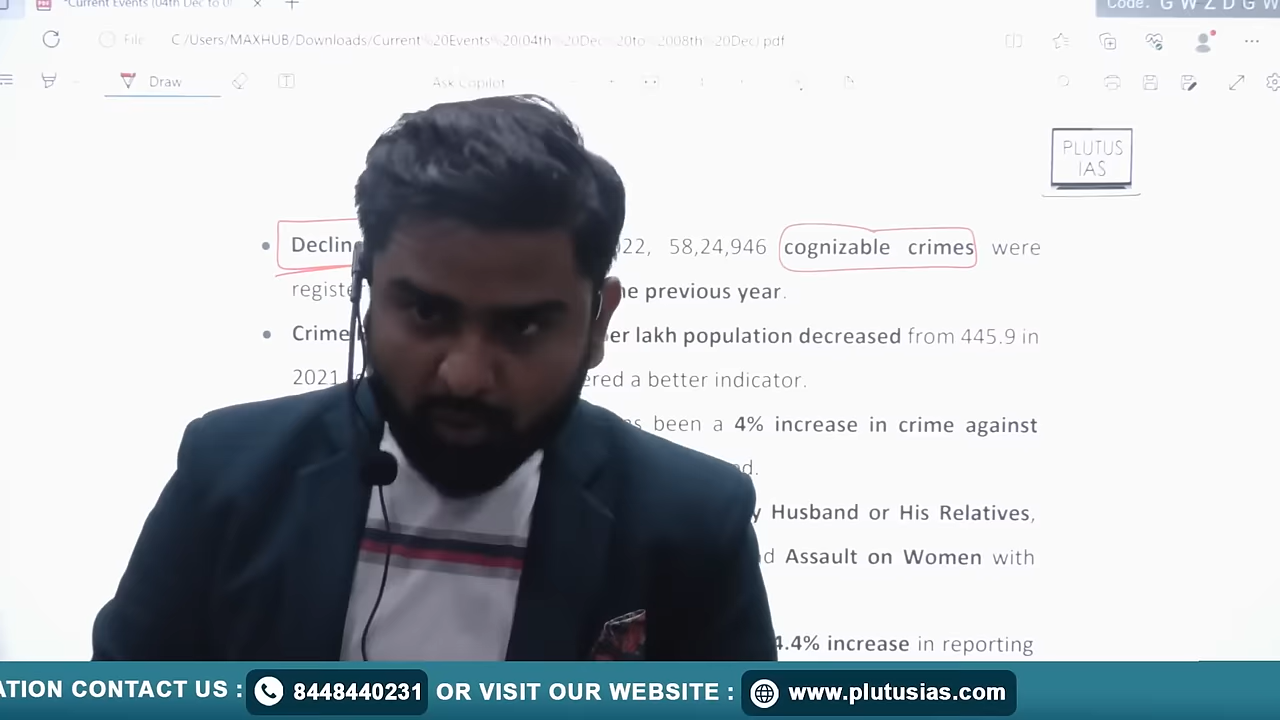 *Current Events (04th Dec to 0
Code: G W Z D G W
File C:/Users/MAXHUB/Downloads/Current%20Events%20(04th%20Dec%20to%2008th%20Dec).pdf
Draw
Ask Copilot
PLUTUS
IAS
• Declin 22, 58,24,946 cognizable crimes were
registe he previous year.
• Crime er lakh population decreased from 445.9 in
2021 ered a better indicator.
s been a 4% increase in crime against
d.
y Husband or His Relatives,
d Assault on Women with
4.4% increase in reporting
ATION CONTACT US : 8448440231 OR VISIT OUR WEBSITE : www.plutusias.com